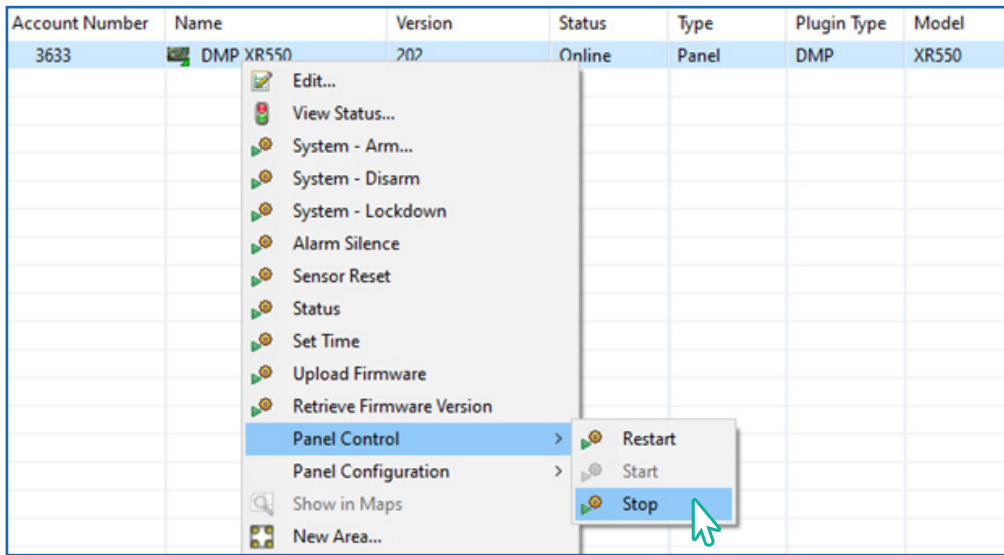 Account Number Name Version Status Type Plugin Type Model
3633 DMP XR550 202 Online Panel DMP XR550
Edit...
View Status...
System - Arm...
System - Disarm
System - Lockdown
Alarm Silence
Sensor Reset
Status
Set Time
Upload Firmware
Retrieve Firmware Version
Panel Control > Restart
Panel Configuration > Start
Show in Maps Stop
New Area...